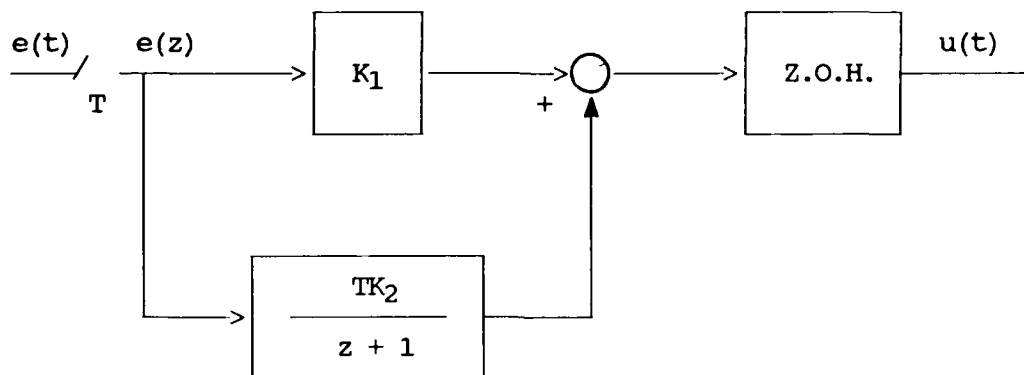 e(t)
e(z)
T
K₁
+
Z.O.H.
u(t)
TK₂
z + 1